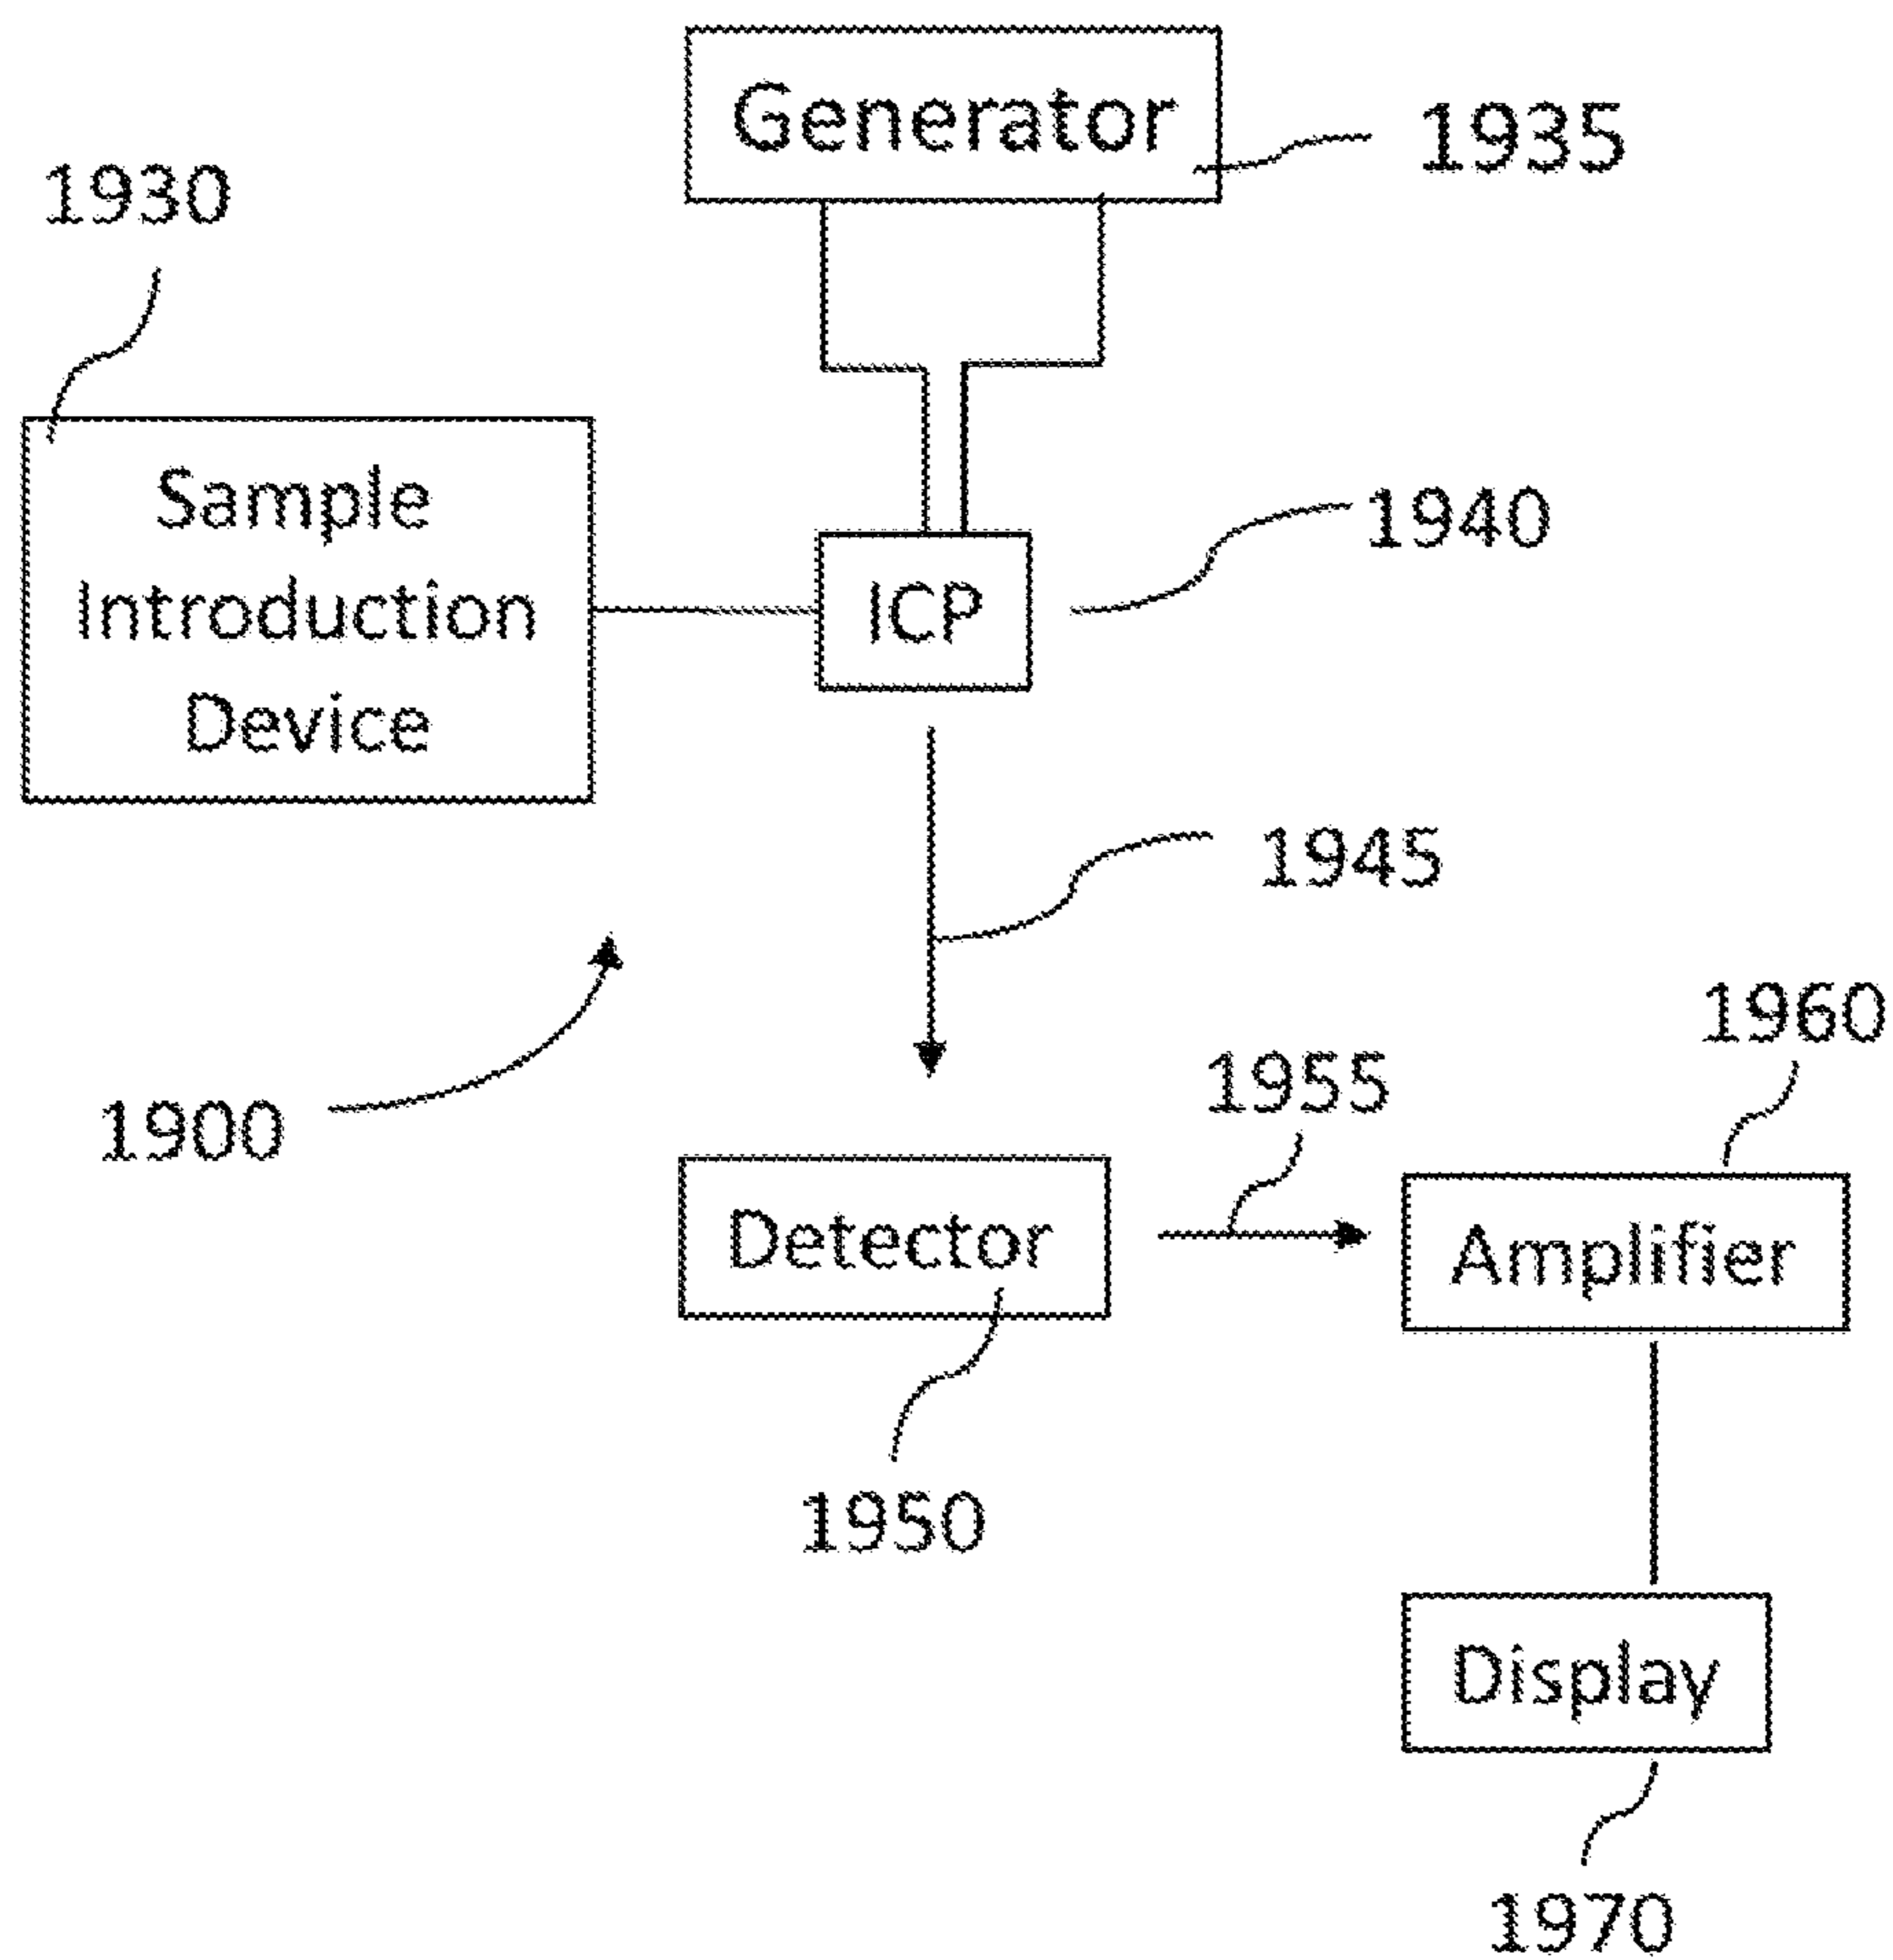 Generator
1935
1930
Sample
Introduction
Device
ICP
1940
1945
1900
1955
1960
Detector
Amplifier
1950
Display
1970